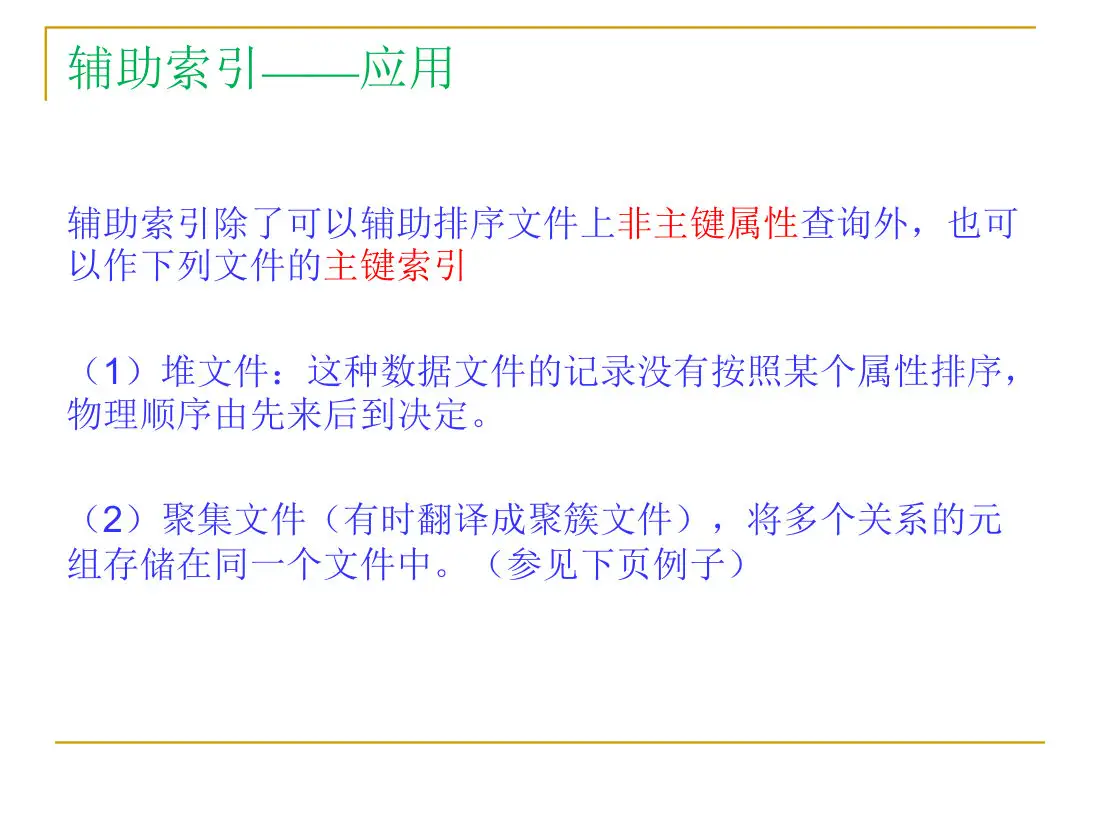 辅助索引——应用
辅助索引除了可以辅助排序文件上非主键属性查询外，也可
以作下列文件的主键索引
（1）堆文件：这种数据文件的记录没有按照某个属性排序，
物理顺序由先来后到决定。
（2）聚集文件（有时翻译成聚簇文件），将多个关系的元
组存储在同一个文件中。（参见下页例子）